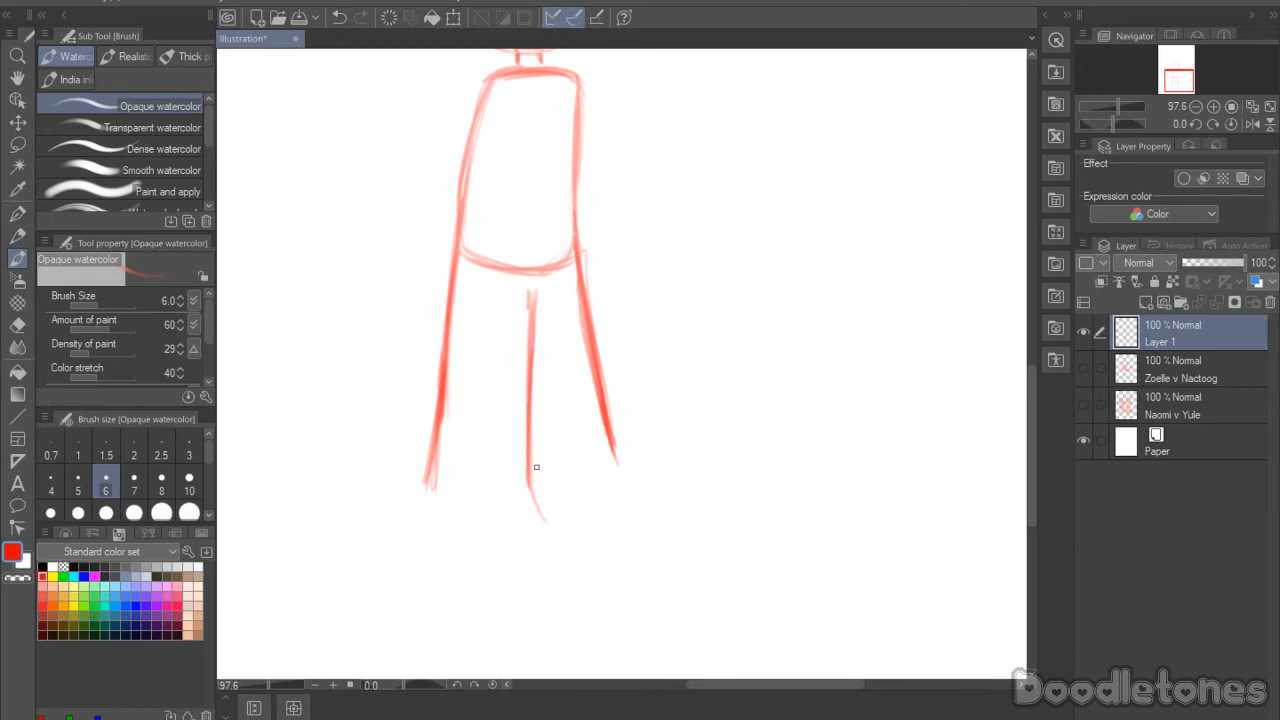 Sub Tool [Brush]
Waterc
Realistic
Thick p
India in
Opaque watercolor
Transparent watercolor
Dense watercolor
Smooth watercolor
Paint and apply
Tool property [Opaque watercolor]
Opaque watercolor
Brush Size 6.0
Amount of paint 60
Density of paint 29
Color stretch 40
Brush size [Opaque watercolor]
0.7 1 1.5 2 2.5 3
4 5 6 7 8 10
Standard color set
Illustration*
97.6 0.0
Navigator
97.6
0.0
Layer Property
Effect
Expression color
Color
Layer History Auto Action
Normal 100
100 % Normal
Layer 1
100 % Normal
Zoelle v Nactoog
100 % Normal
Naomi v Yule
Paper
Doodletones